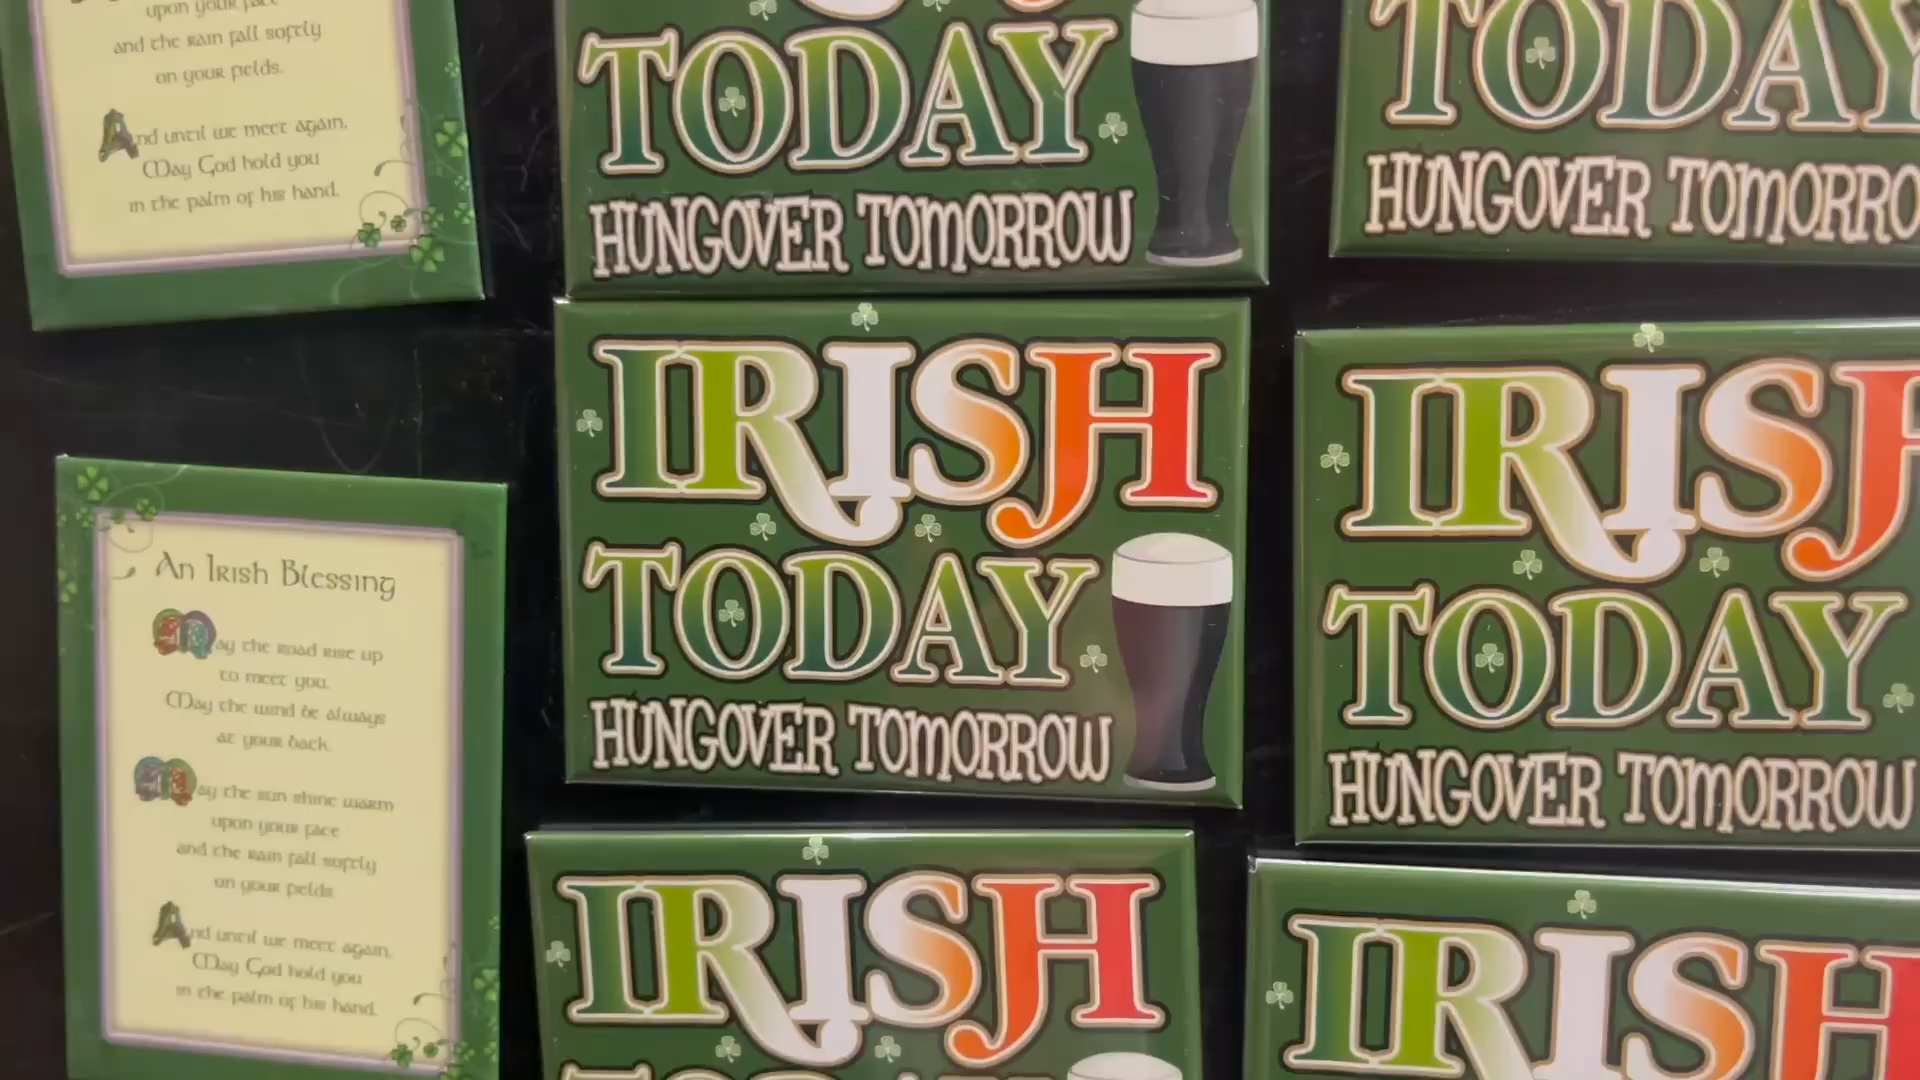 upon your face
and the rain fall softly
on your fields.
And until we meet again,
May God hold you
in the palm of his hand.
An Irish Blessing
May the road rise up
to meet you.
May the wind be always
at your back.
May the sun shine warm
upon your face
and the rain fall softly
on your fields
And until we meet again,
May God hold you
in the palm of his hand.
TODAY
HUNGOVER TOMORROW
IRISH
TODAY
HUNGOVER TOMORROW
IRISH
TODAY
HUNGOVER TOMORRO
IRISH
TODAY
HUNGOVER TOMORROW
IRISH